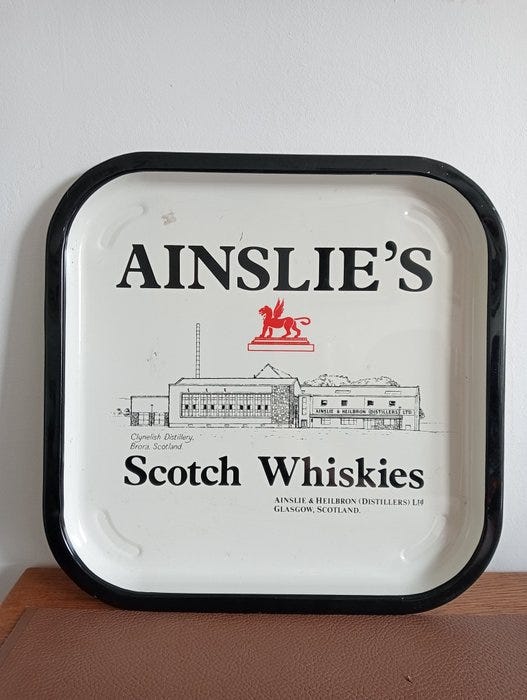 AINSLIE'S
AINSLIE & HEILBRON (DISTILLERS) LTD
Clynelish Distillery,
Brora, Scotland.
Scotch Whiskies
AINSLIE & HEILBRON (DISTILLERS) LTD
GLASGOW, SCOTLAND.